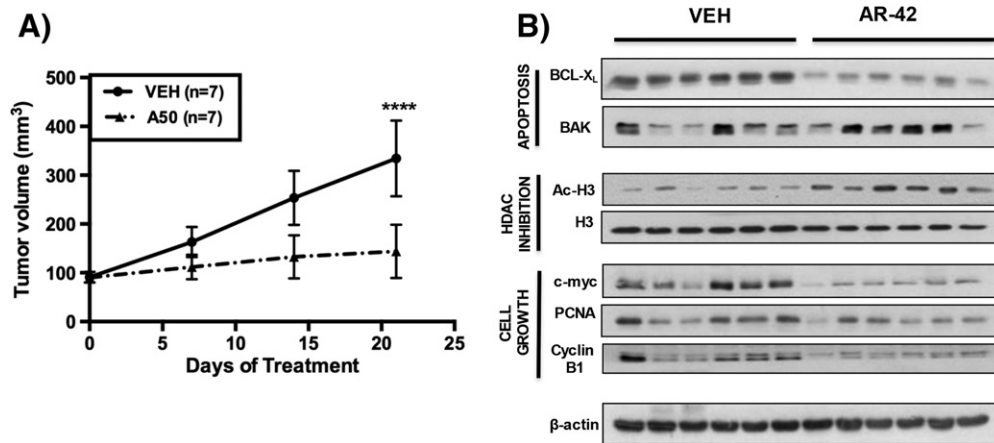 A)
Tumor volume (mm³)
500
400
300
200
100
0
VEH (n=7)
A50 (n=7)
****
0
5
10
15
20
25
Days of Treatment
B)
VEH
AR-42
APOPTOSIS
BCL-XL
BAK
HDAC
INHIBITION
Ac-H3
H3
CELL
GROWTH
c-myc
PCNA
Cyclin
B1
β-actin